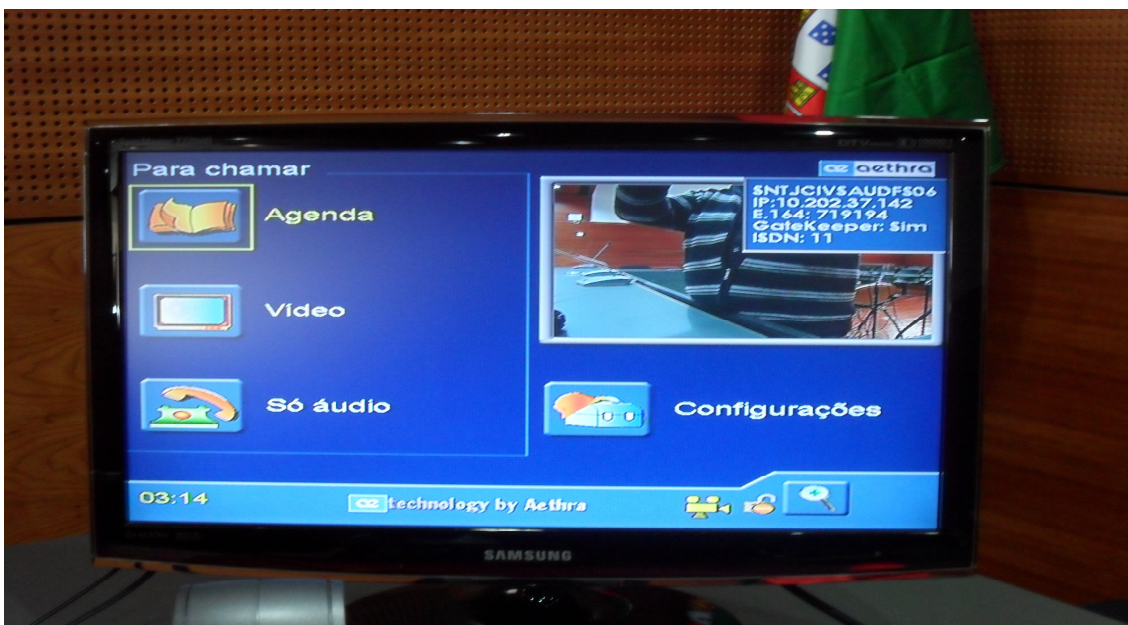 Para chamar
Agenda
Vídeo
Só áudio
aethra
SNTJCIVSAUDFS06
IP:10.202.37.142
E.164: 719194
GateKeeper: Sim
ISDN: 11
Configurações
03:14
technology by Aethra
SAMSUNG